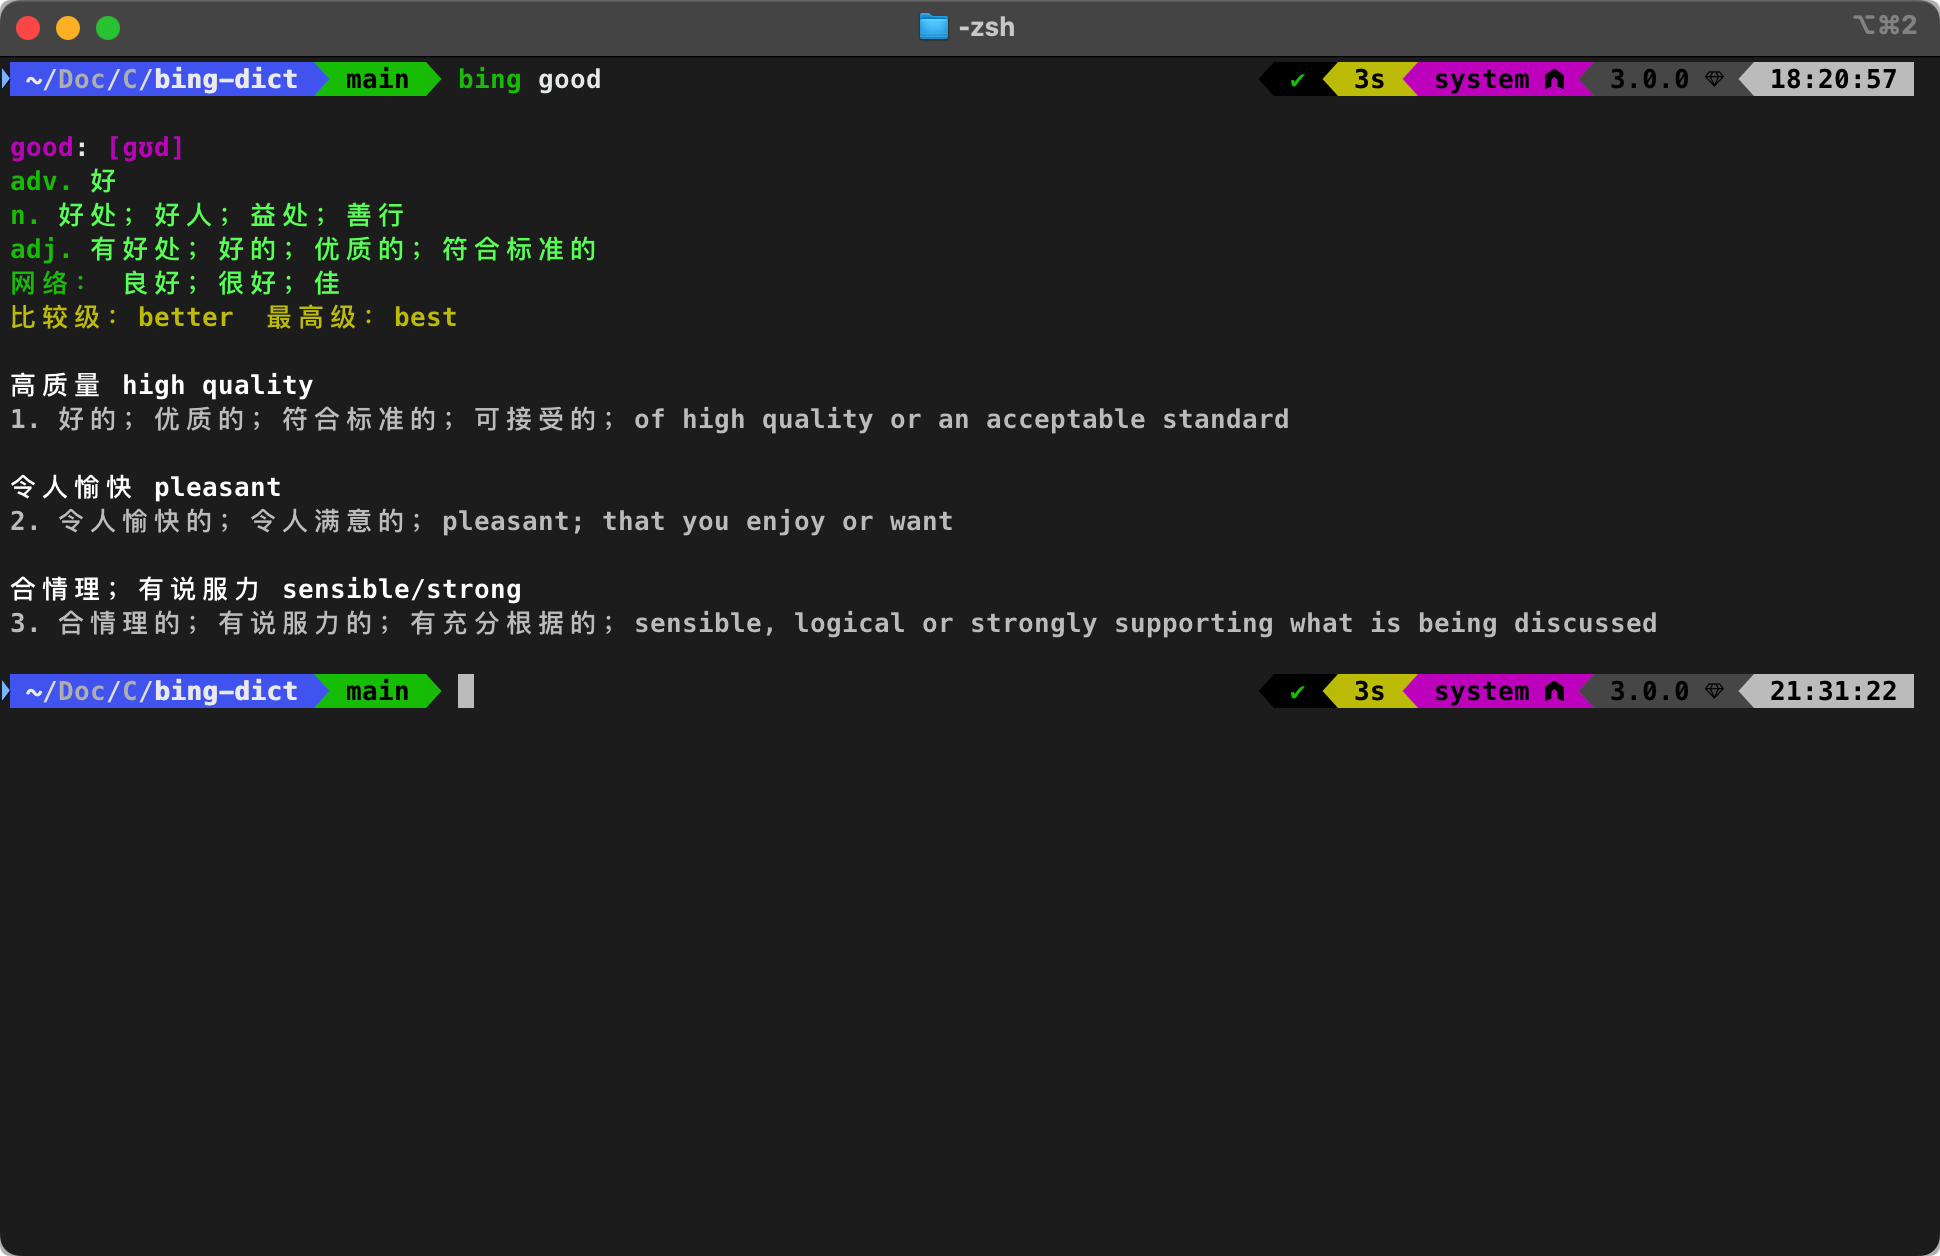 -zsh
⌥⌘2
~/Doc/C/bing-dict main bing good ✔ 3s system 3.0.0 18:20:57
good: [gʊd]
adv. 好
n. 好处；好人；益处；善行
adj. 有好处；好的；优质的；符合标准的
网络： 良好；很好；佳
比较级：better 最高级：best
高质量 high quality
1. 好的；优质的；符合标准的；可接受的；of high quality or an acceptable standard
令人愉快 pleasant
2. 令人愉快的；令人满意的；pleasant; that you enjoy or want
合情理；有说服力 sensible/strong
3. 合情理的；有说服力的；有充分根据的；sensible, logical or strongly supporting what is being discussed
~/Doc/C/bing-dict main ✔ 3s system 3.0.0 21:31:22